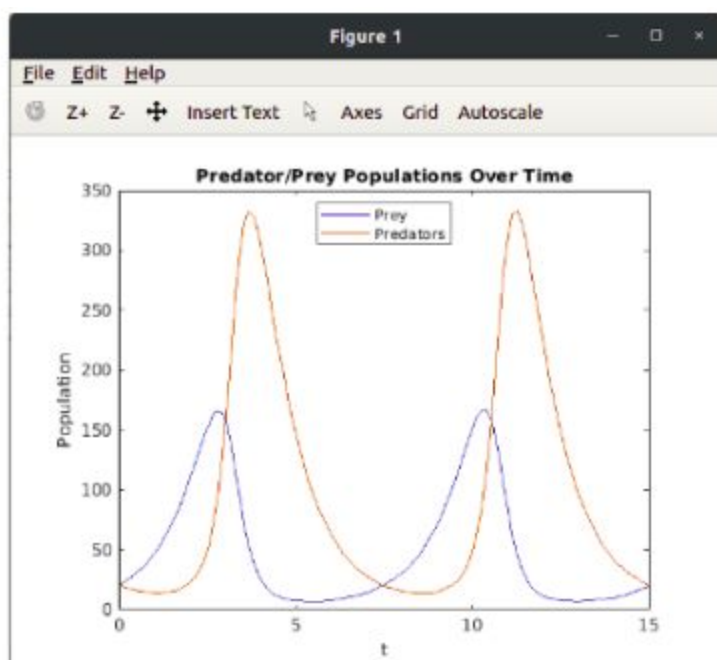 Figure 1
File Edit Help
Z+ Z- Insert Text Axes Grid Autoscale
Predator/Prey Populations Over Time
350
300
250
200
150
100
50
0
Population
Prey
Predators
0 5 10 15
t